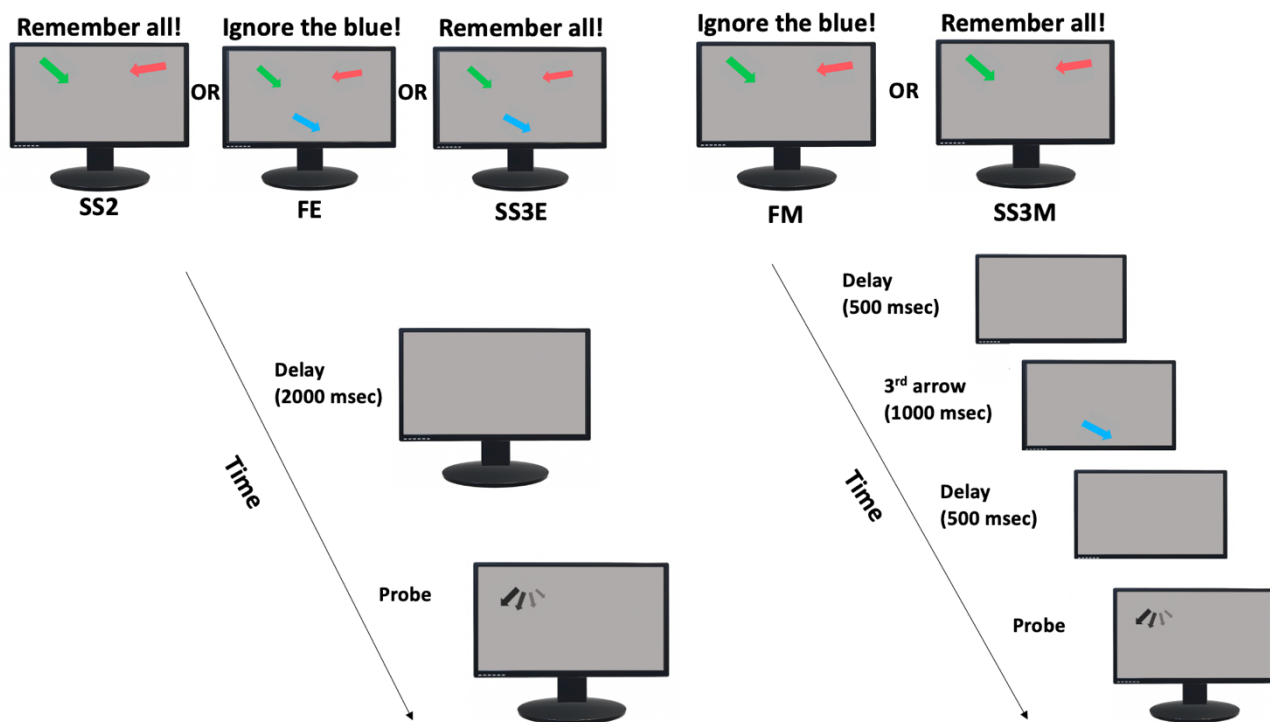 Remember all!
OR
Ignore the blue!
OR
Remember all!
Ignore the blue!
OR
Remember all!
SS2
FE
SS3E
FM
SS3M
Delay
(2000 msec)
Time
Probe
Delay
(500 msec)
3rd arrow
(1000 msec)
Time
Delay
(500 msec)
Probe